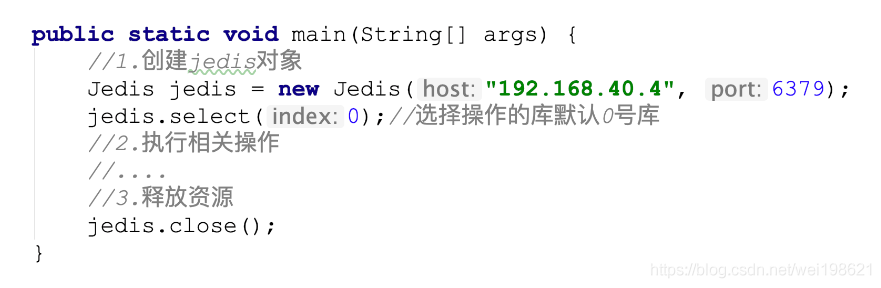 public static void main(String[] args) {
//1.创建jedis对象
Jedis jedis = new Jedis( host: "192.168.40.4", port: 6379);
jedis.select( index: 0);//选择操作的库默认0号库
//2.执行相关操作
//....
//3.释放资源
jedis.close();
}
https://blog.csdn.net/wei198621